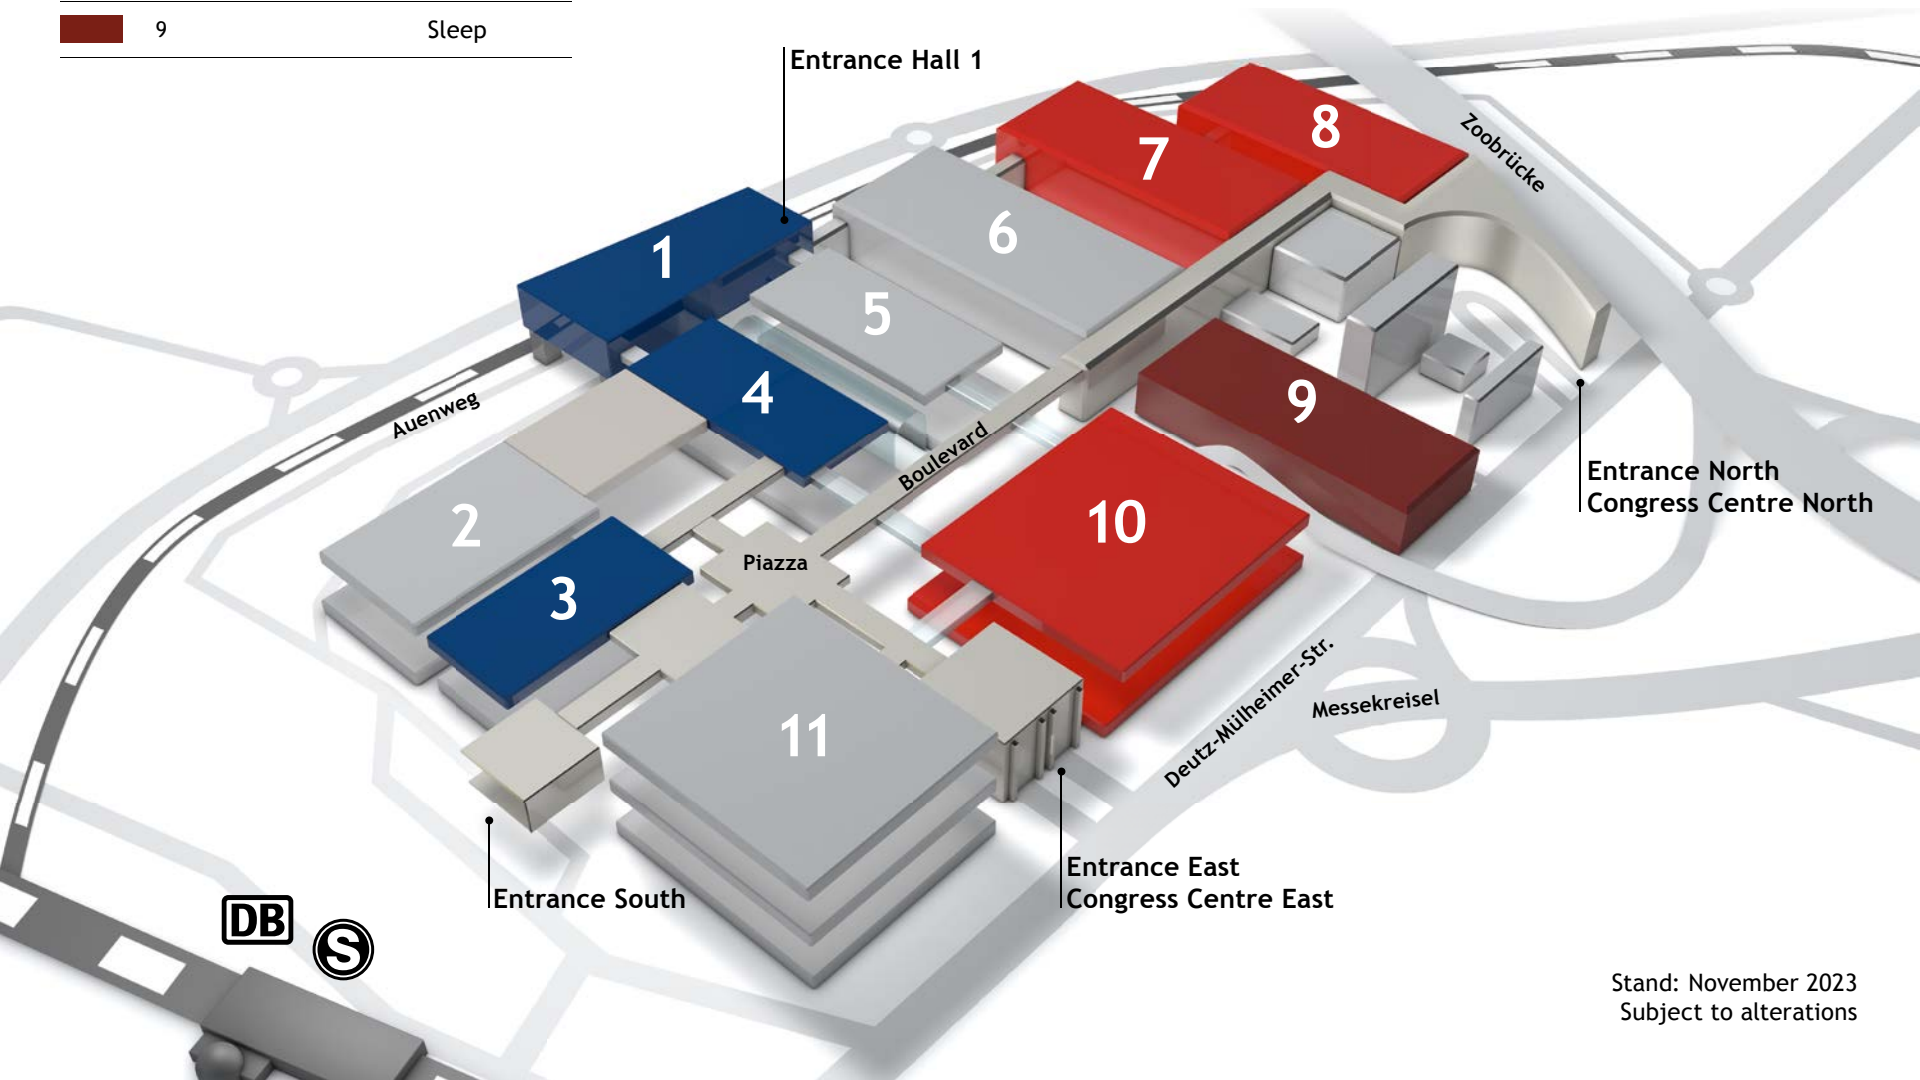 9 Sleep
Entrance Hall 1
8
7
Zoobrücke
6
1
5
4
9
Auenweg
Boulevard
Entrance North
Congress Centre North
2
10
Piazza
3
Deutz-Mülheimer-Str.
Messekreisel
11
Entrance East
Congress Centre East
Entrance South
DB
S
Stand: November 2023
Subject to alterations